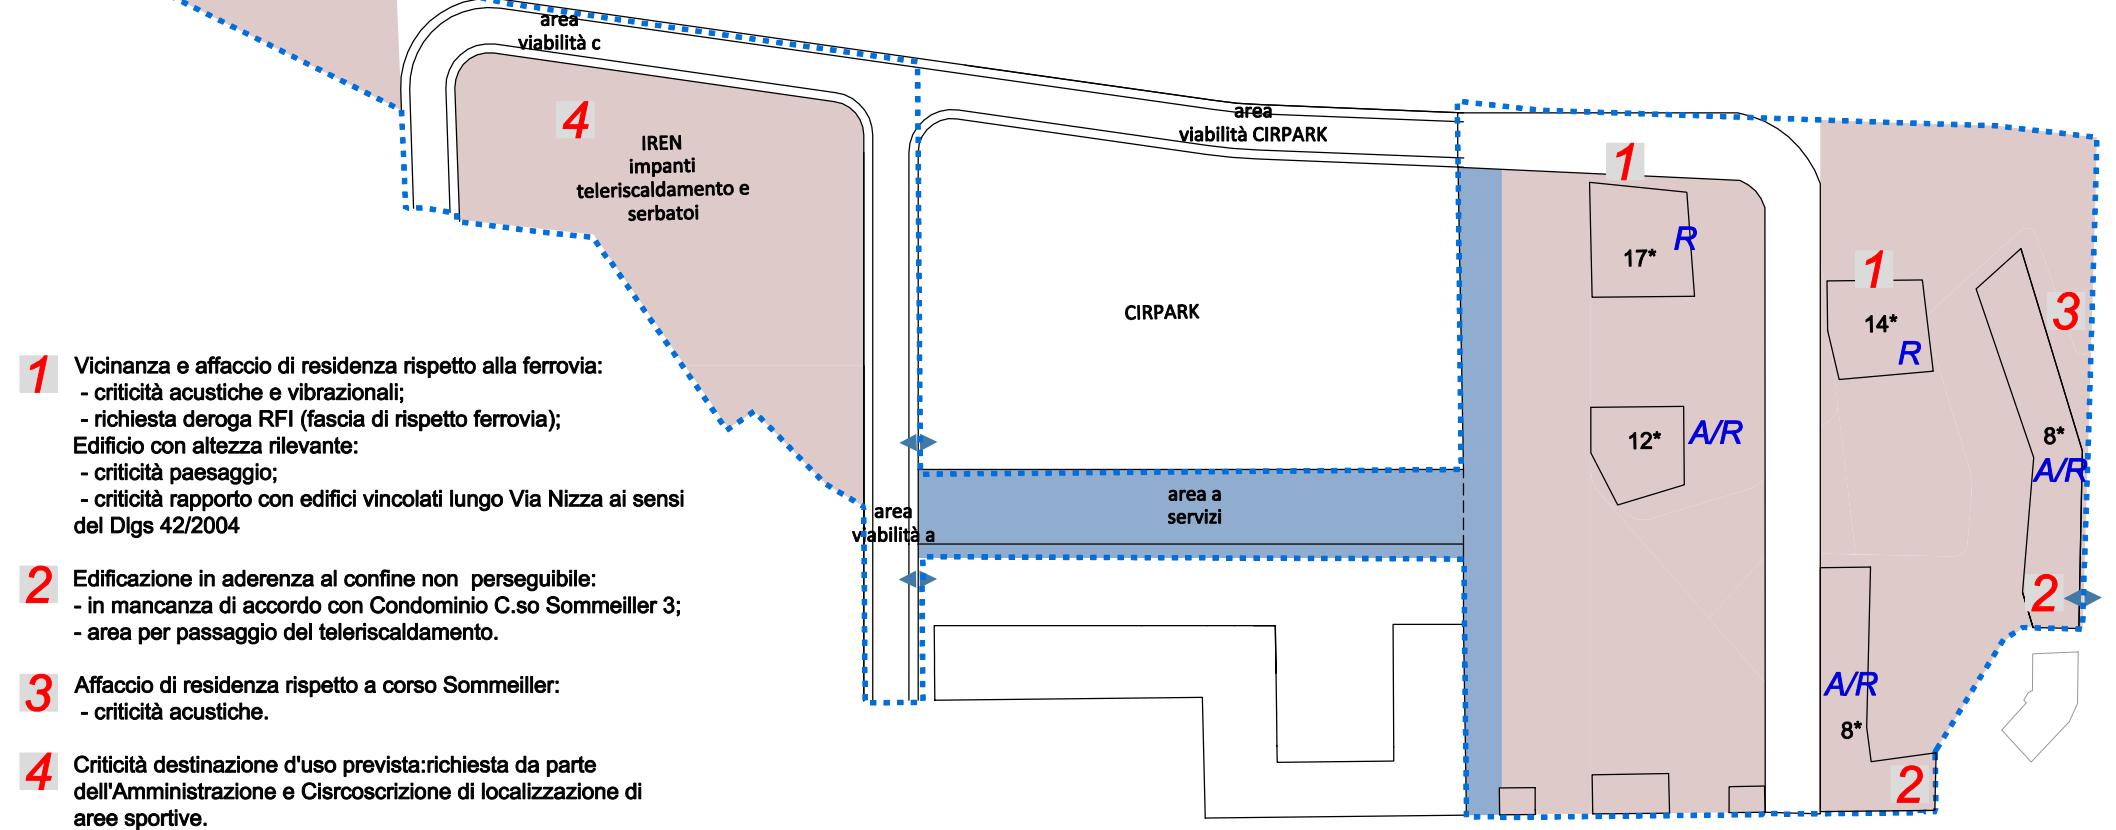 area
viabilità c
area
viabilità CIRPARK
4
IREN
impanti
teleriscaldamento e
serbatoi
1
17*
R
CIRPARK
1
14*
R
3
12*
A/R
8*
A/R
area a
servizi
area
viabilità a
2
A/R
8*
2
1
Vicinanza e affaccio di residenza rispetto alla ferrovia:
- criticità acustiche e vibrazionali;
- richiesta deroga RFI (fascia di rispetto ferrovia);
Edificio con altezza rilevante:
- criticità paesaggio;
- criticità rapporto con edifici vincolati lungo Via Nizza ai sensi
del Dlgs 42/2004
2
Edificazione in aderenza al confine non perseguibile:
- in mancanza di accordo con Condominio C.so Sommeiller 3;
- area per passaggio del teleriscaldamento.
3
Affaccio di residenza rispetto a corso Sommeiller:
- criticità acustiche.
4
Criticità destinazione d'uso prevista:richiesta da parte
dell'Amministrazione e Cisrcoscrizione di localizzazione di
aree sportive.